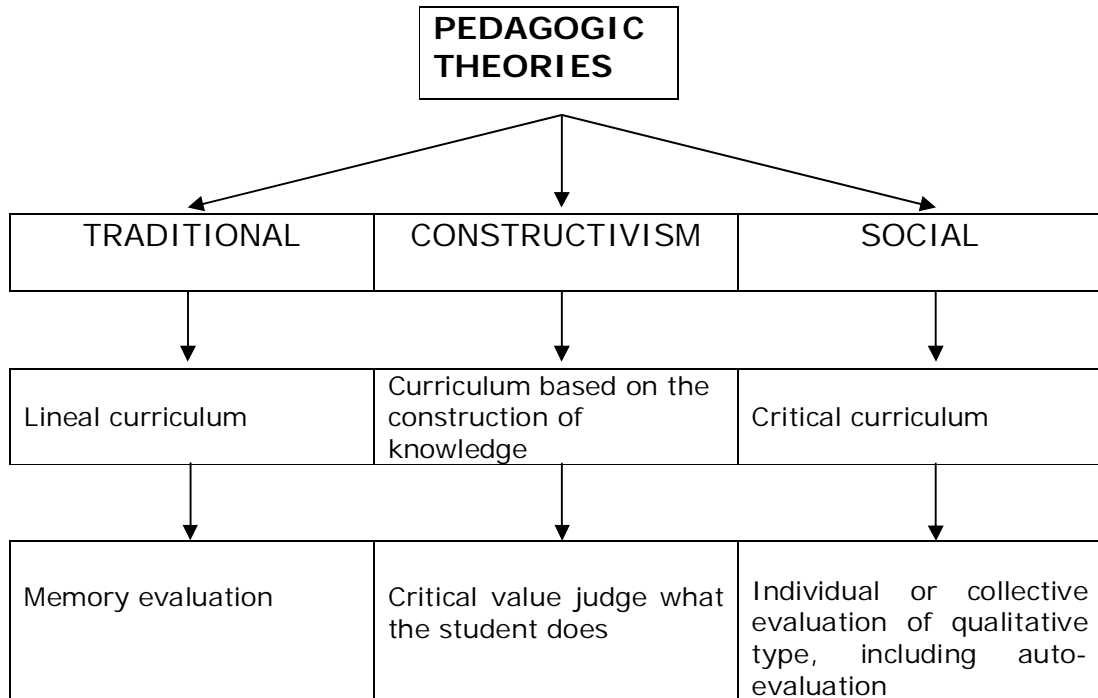 PEDAGOGIC
THEORIES
TRADITIONAL
CONSTRUCTIVISM
SOCIAL
Lineal curriculum
Curriculum based on the
construction of
knowledge
Critical curriculum
Memory evaluation
Critical value judge what
the student does
Individual or collective
evaluation of qualitative
type, including auto-
evaluation